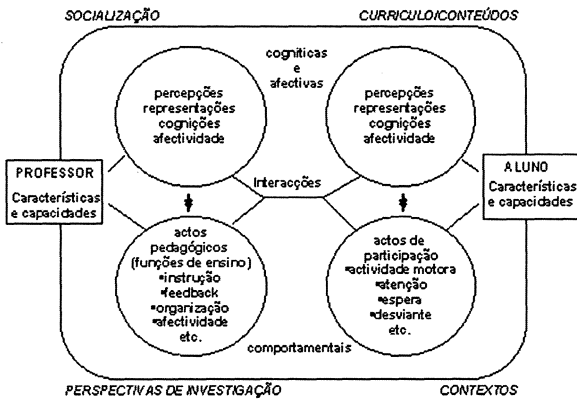 SOCIALIZAÇÃO
CURRICULO/CONTEÚDOS
cogníticas
e
afectivas
percepções
representações
cognições
afectividade
percepções
representações
cognições
afectividade
PROFESSOR
Características
e capacidades
Interacções
ALUNO
Características
e capacidades
actos
pedagógicos
(funções de ensino)
▪instrução
▪feedback
▪organização
▪afectividade
etc.
actos de
participação
▪actividade motora
▪atenção
▪espera
▪desviante
etc.
comportamentais
PERSPECTIVAS DE INVESTIGAÇÃO
CONTEXTOS